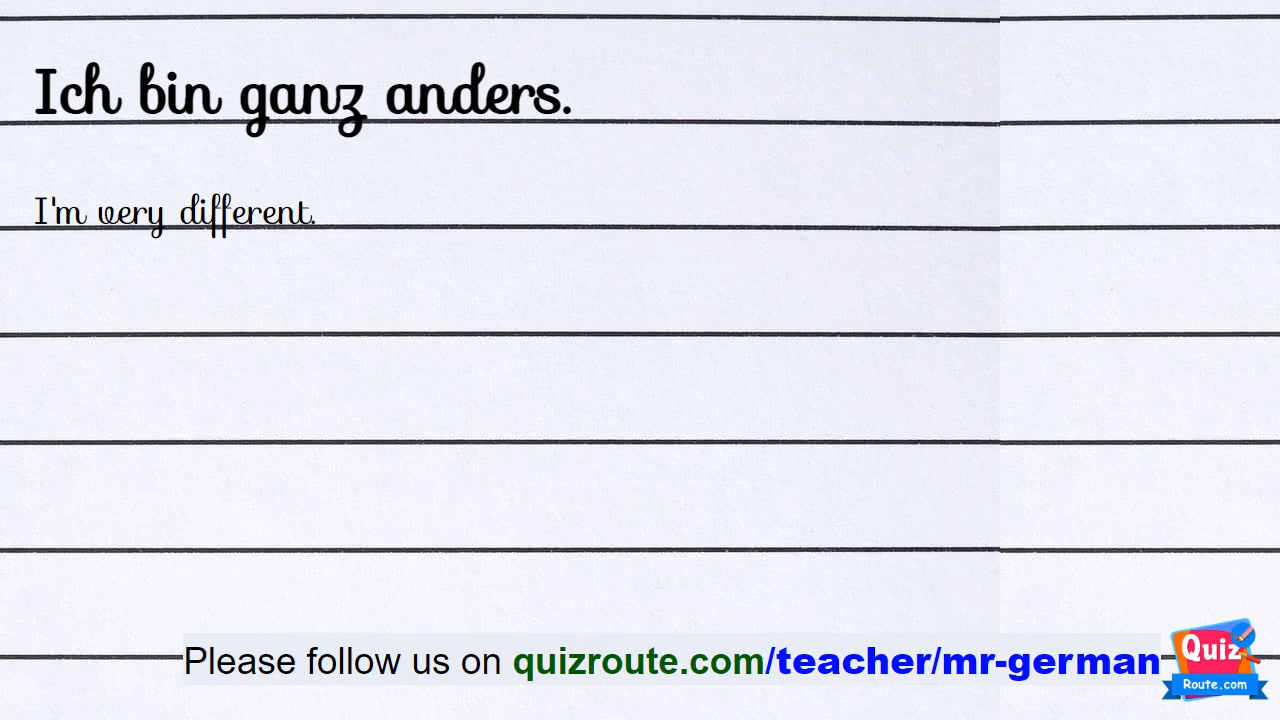 Ich bin ganz anders.
I'm very different.
Please follow us on quizroute.com/teacher/mr-german
Quiz
Route.com